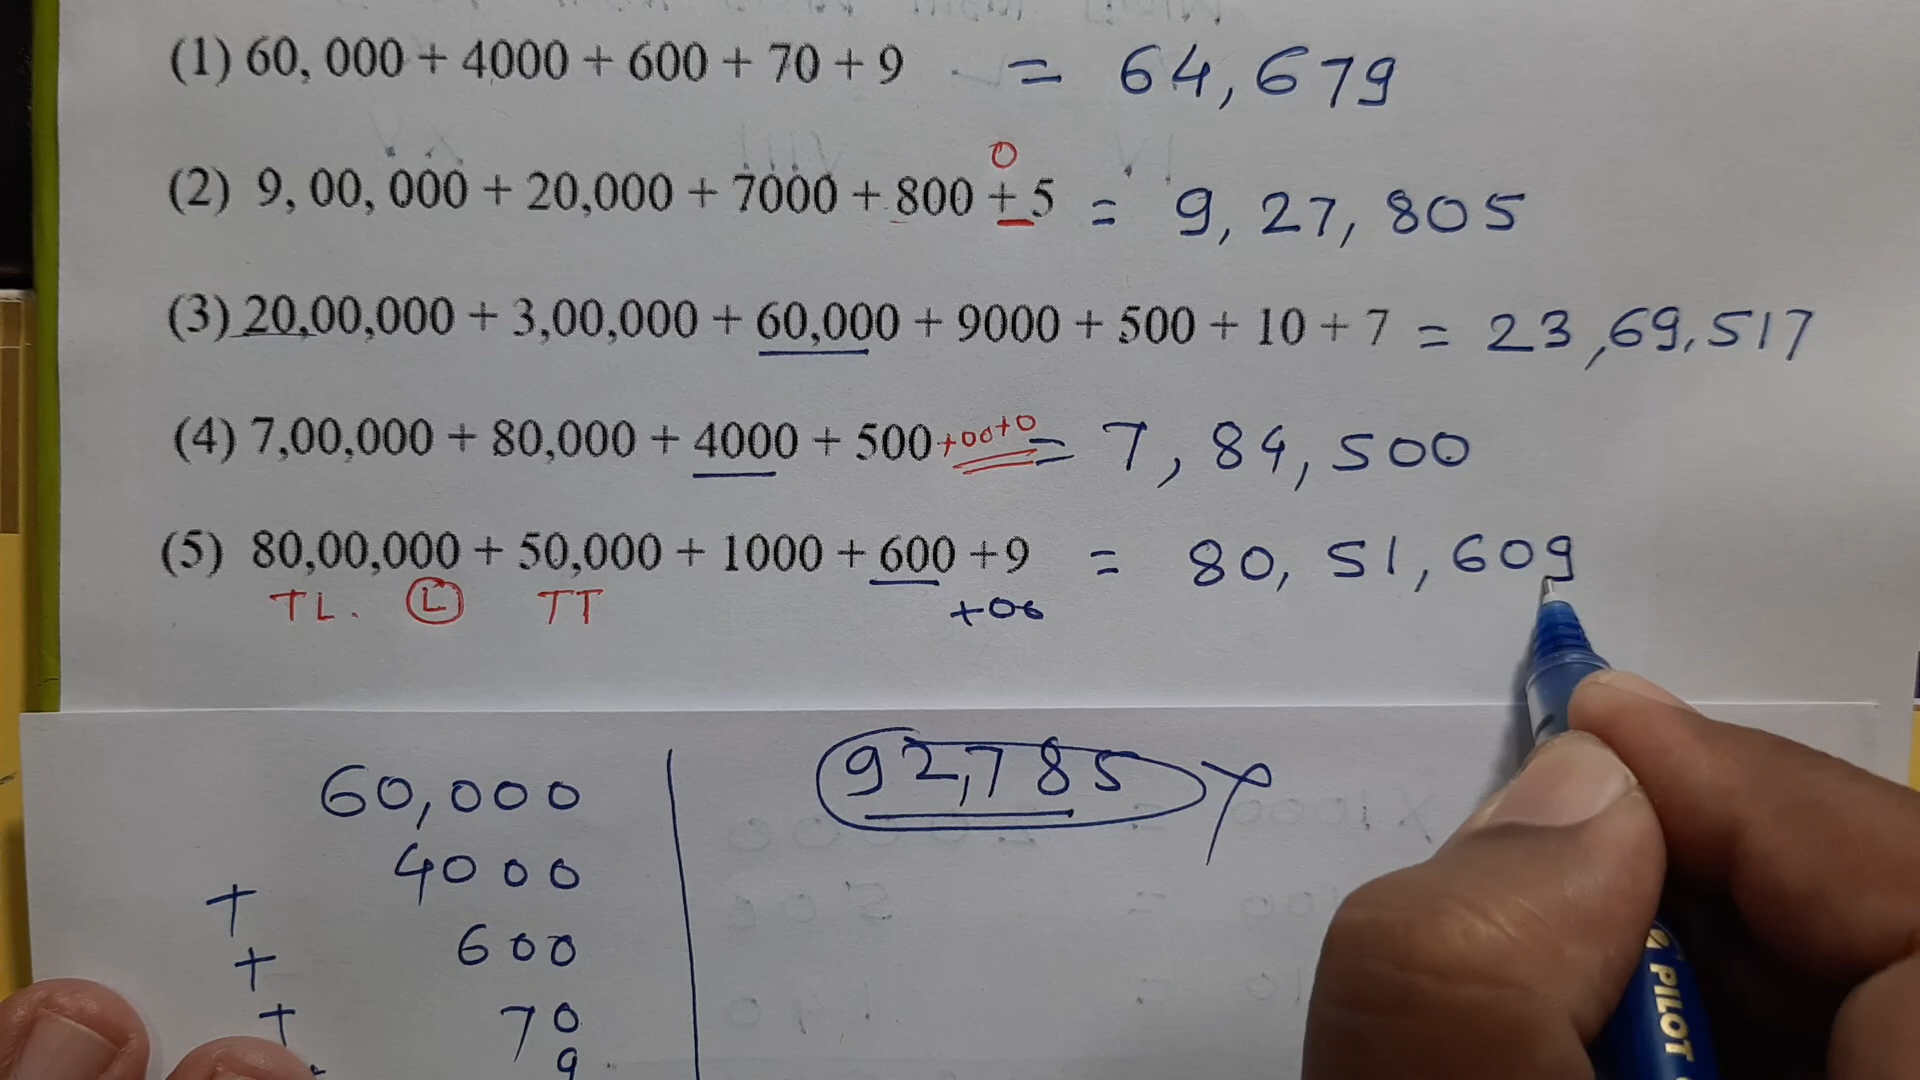 (1) 60, 000 + 4000 + 600 + 70 + 9 = 64,679
0
(2) 9, 00, 000 + 20,000 + 7000 + 800 + 5 = 9,27,805
(3) 20,00,000 + 3,00,000 + 60,000 + 9000 + 500 + 10 + 7 = 23,69,517
(4) 7,00,000 + 80,000 + 4000 + 500 +00+0 = 7,84,500
(5) 80,00,000 + 50,000 + 1000 + 600 +9 = 80,51,609
TL. L TT +00
60,000
4000
+ 600
+ 70
+ 9
92,785
PILOT